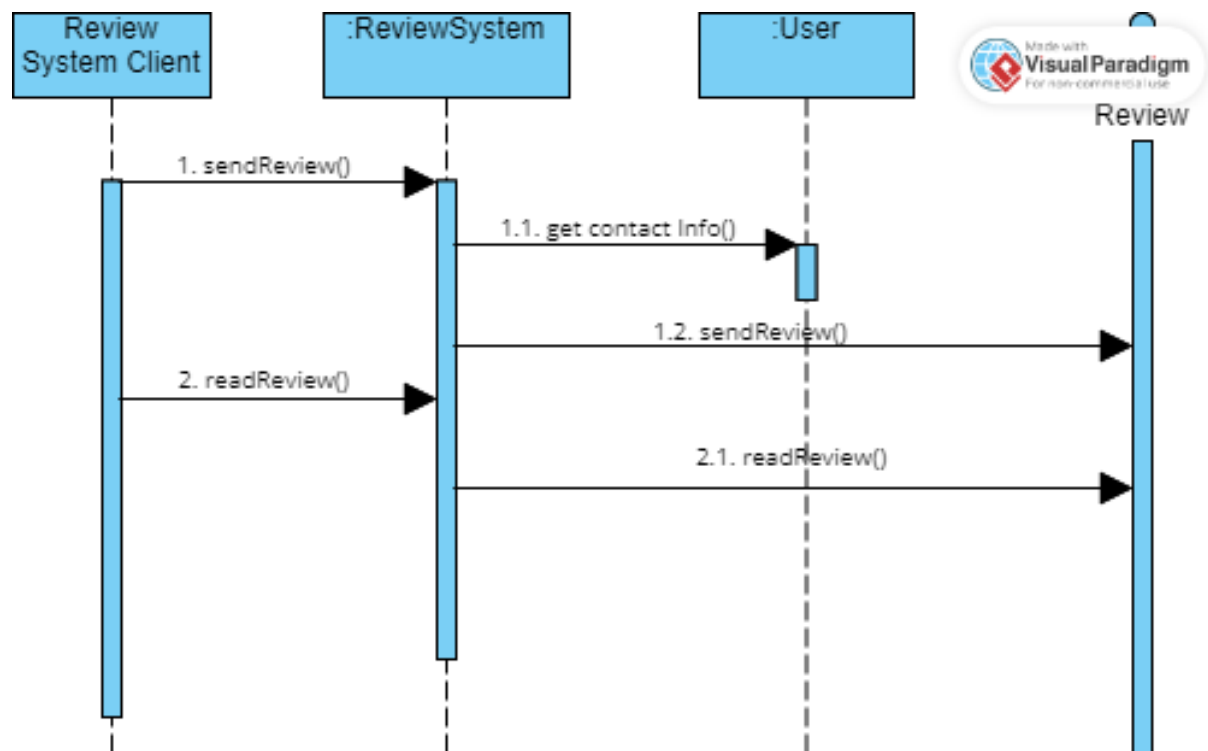 Review
System Client
:ReviewSystem
:User
Made with
Visual Paradigm
For non-commercial use
Review
1. sendReview()
1.1. get contact Info()
1.2. sendReview()
2. readReview()
2.1. readReview()